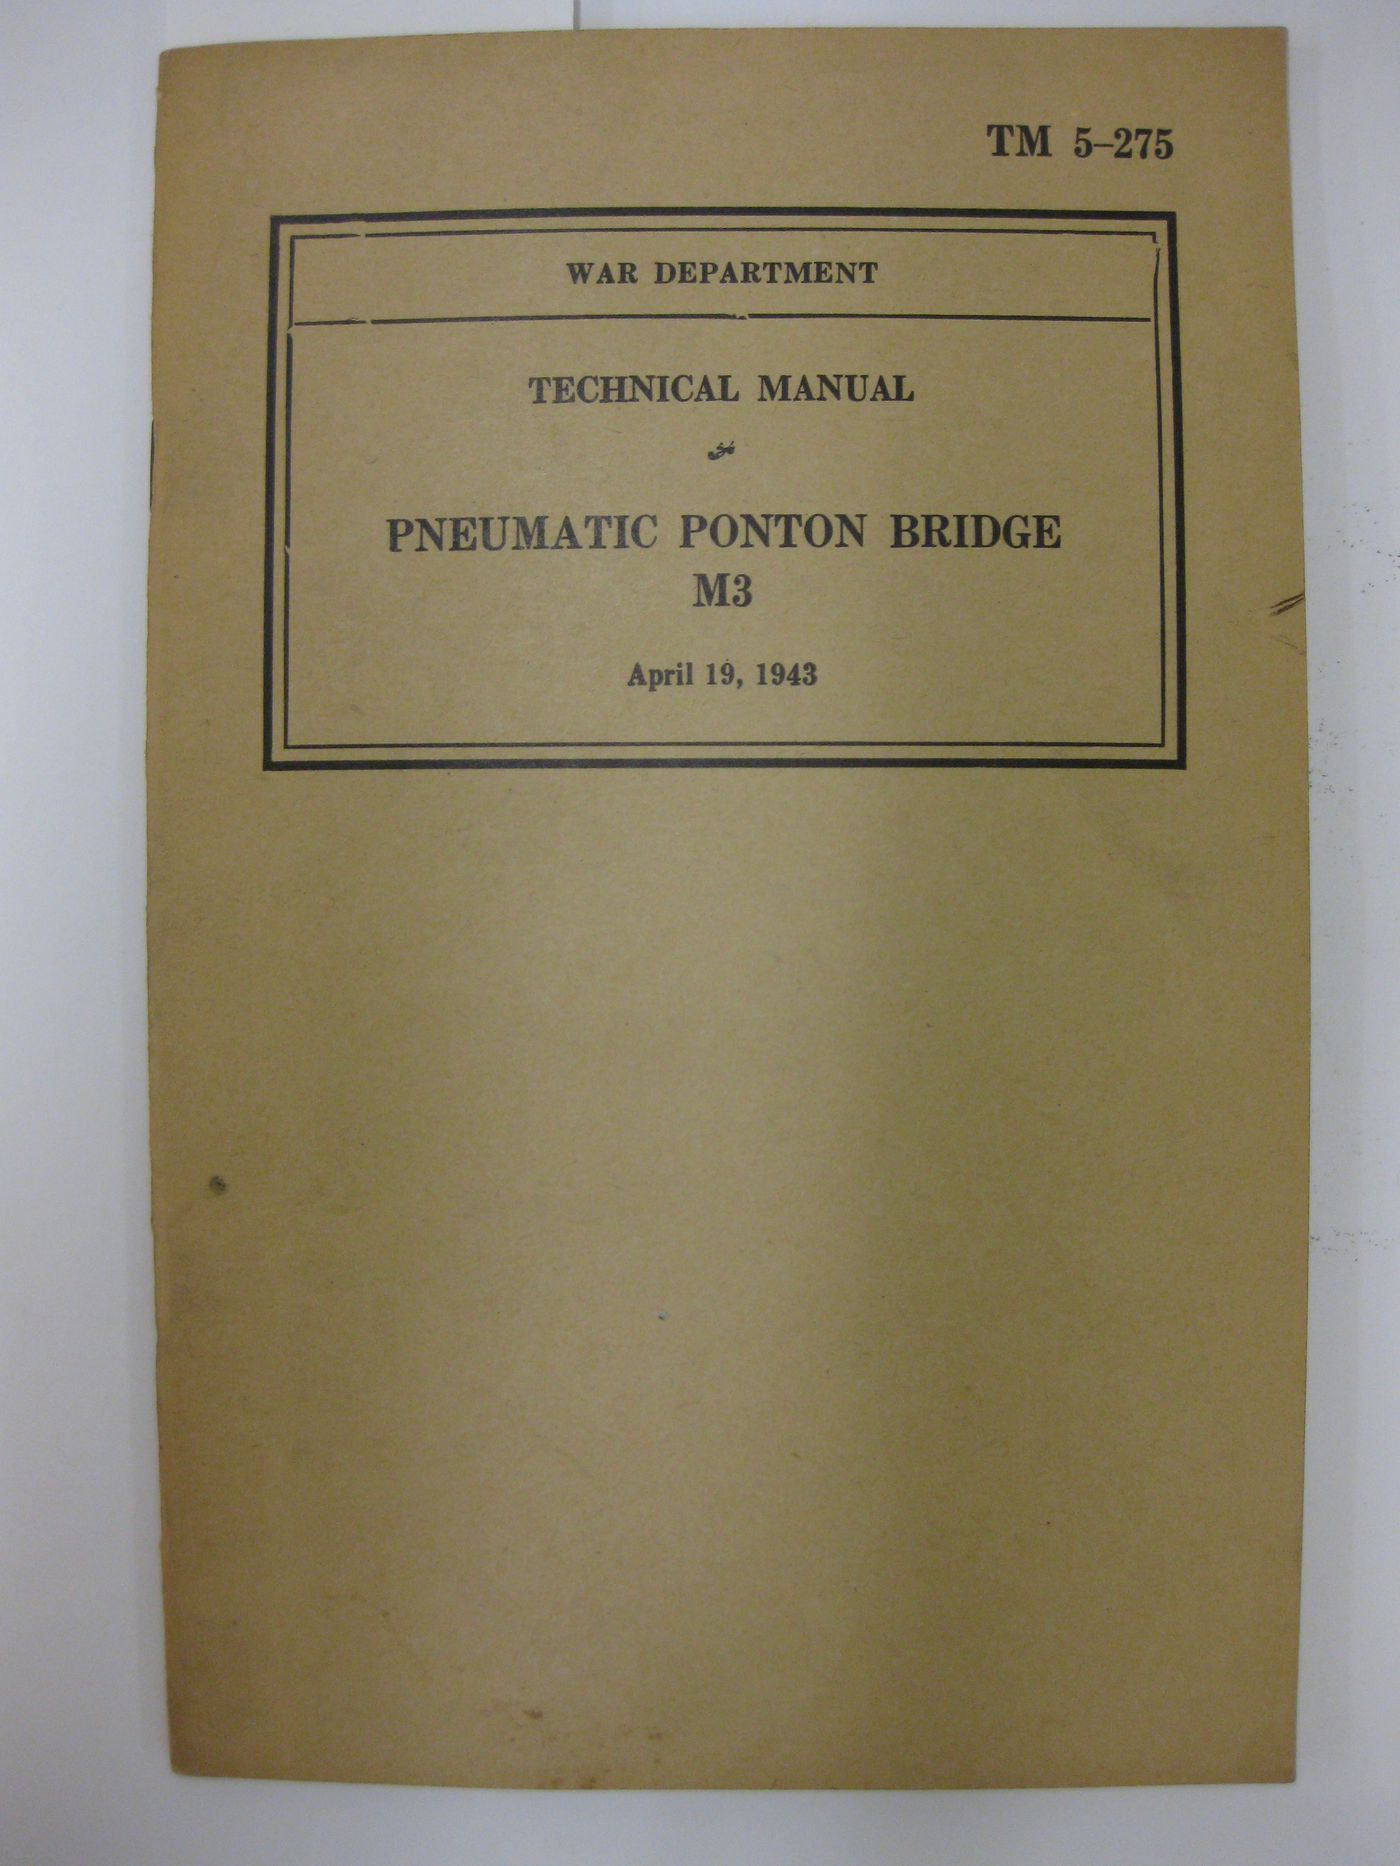 TM 5–275
WAR DEPARTMENT
TECHNICAL MANUAL
PNEUMATIC PONTON BRIDGE
M3
April 19, 1943